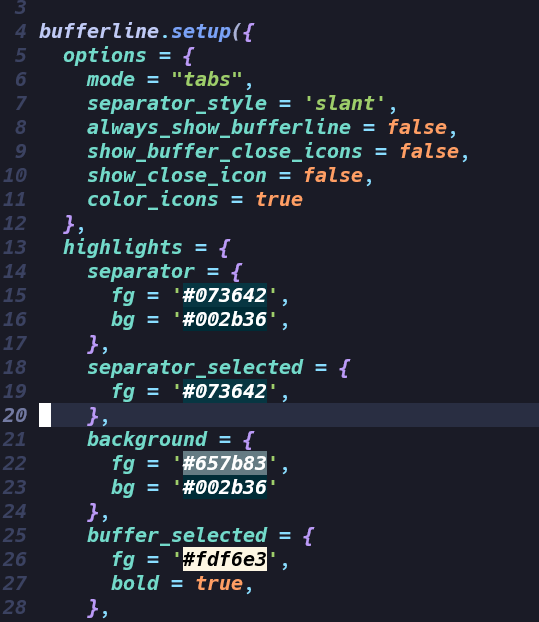 3
4 bufferline.setup({
5   options = {
6     mode = "tabs",
7     separator_style = 'slant',
8     always_show_bufferline = false,
9     show_buffer_close_icons = false,
10     show_close_icon = false,
11     color_icons = true
12   },
13   highlights = {
14     separator = {
15       fg = '#073642',
16       bg = '#002b36',
17     },
18     separator_selected = {
19       fg = '#073642',
20     },
21     background = {
22       fg = '#657b83',
23       bg = '#002b36'
24     },
25     buffer_selected = {
26       fg = '#fdf6e3',
27       bold = true,
28     },